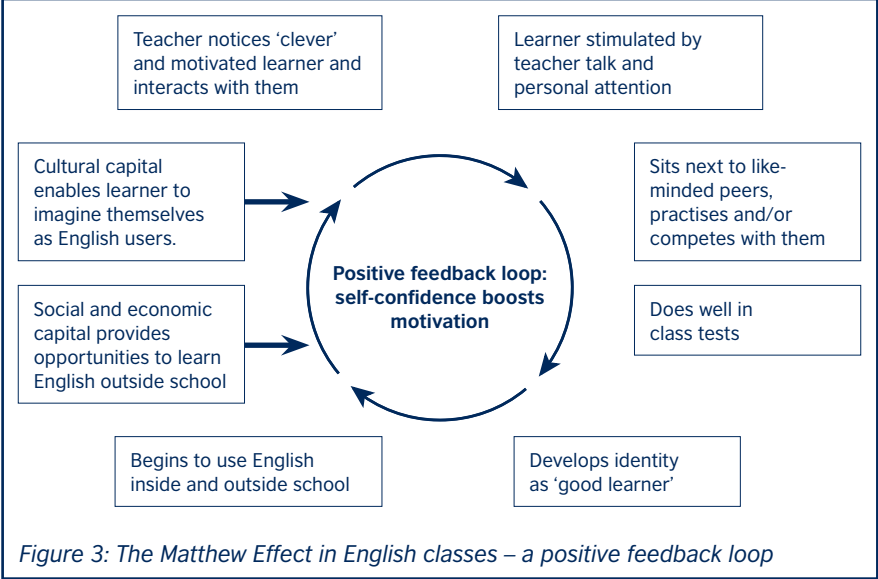 Teacher notices ‘clever’
and motivated learner and
interacts with them
Learner stimulated by
teacher talk and
personal attention
Cultural capital
enables learner to
imagine themselves
as English users.
Sits next to like-
minded peers,
practises and/or
competes with them
Positive feedback loop:
self-confidence boosts
motivation
Social and economic
capital provides
opportunities to learn
English outside school
Does well in
class tests
Begins to use English
inside and outside school
Develops identity
as ‘good learner’
Figure 3: The Matthew Effect in English classes – a positive feedback loop